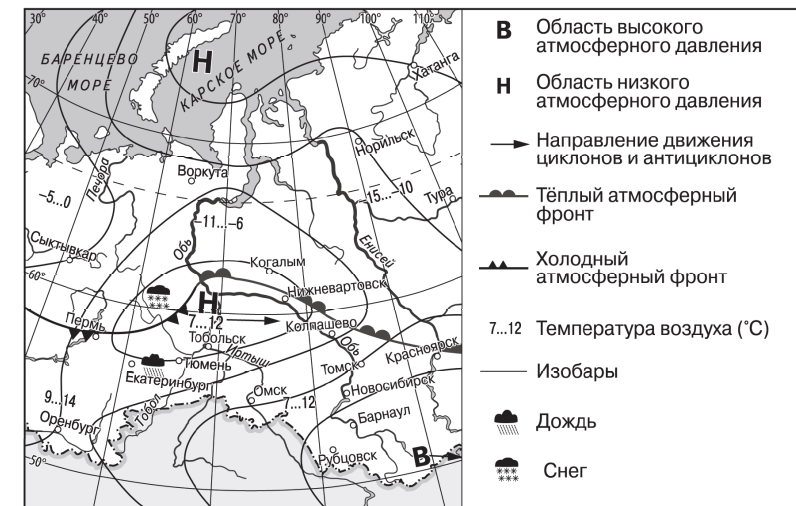 30° 40° 50° 60° 70° 80° 90° 100° 110°
БАРЕНЦЕВО
МОРЕ
Н
КАРСКОЕ МОРЕ
Хатанга
70°
Норильск
Печора
Воркута
–5...0
–15...–10
Тура
–11...–6
Обь
Енисей
Сыктывкар
60°
Когалым
Нижневартовск
Н
7...12
Пермь
Тобольск
Колпашево
Иртыш
Обь
Красноярск
Тюмень
Томск
Екатеринбург
Новосибирск
9...14
Тобол
Омск
7...12
Барнаул
Оренбург
Рубцовск
В
50°
В Область высокого
атмосферного давления
Н Область низкого
атмосферного давления
Направление движения
циклонов и антициклонов
Тёплый атмосферный
фронт
Холодный
атмосферный фронт
7...12 Температура воздуха (°С)
Изобары
Дождь
Снег